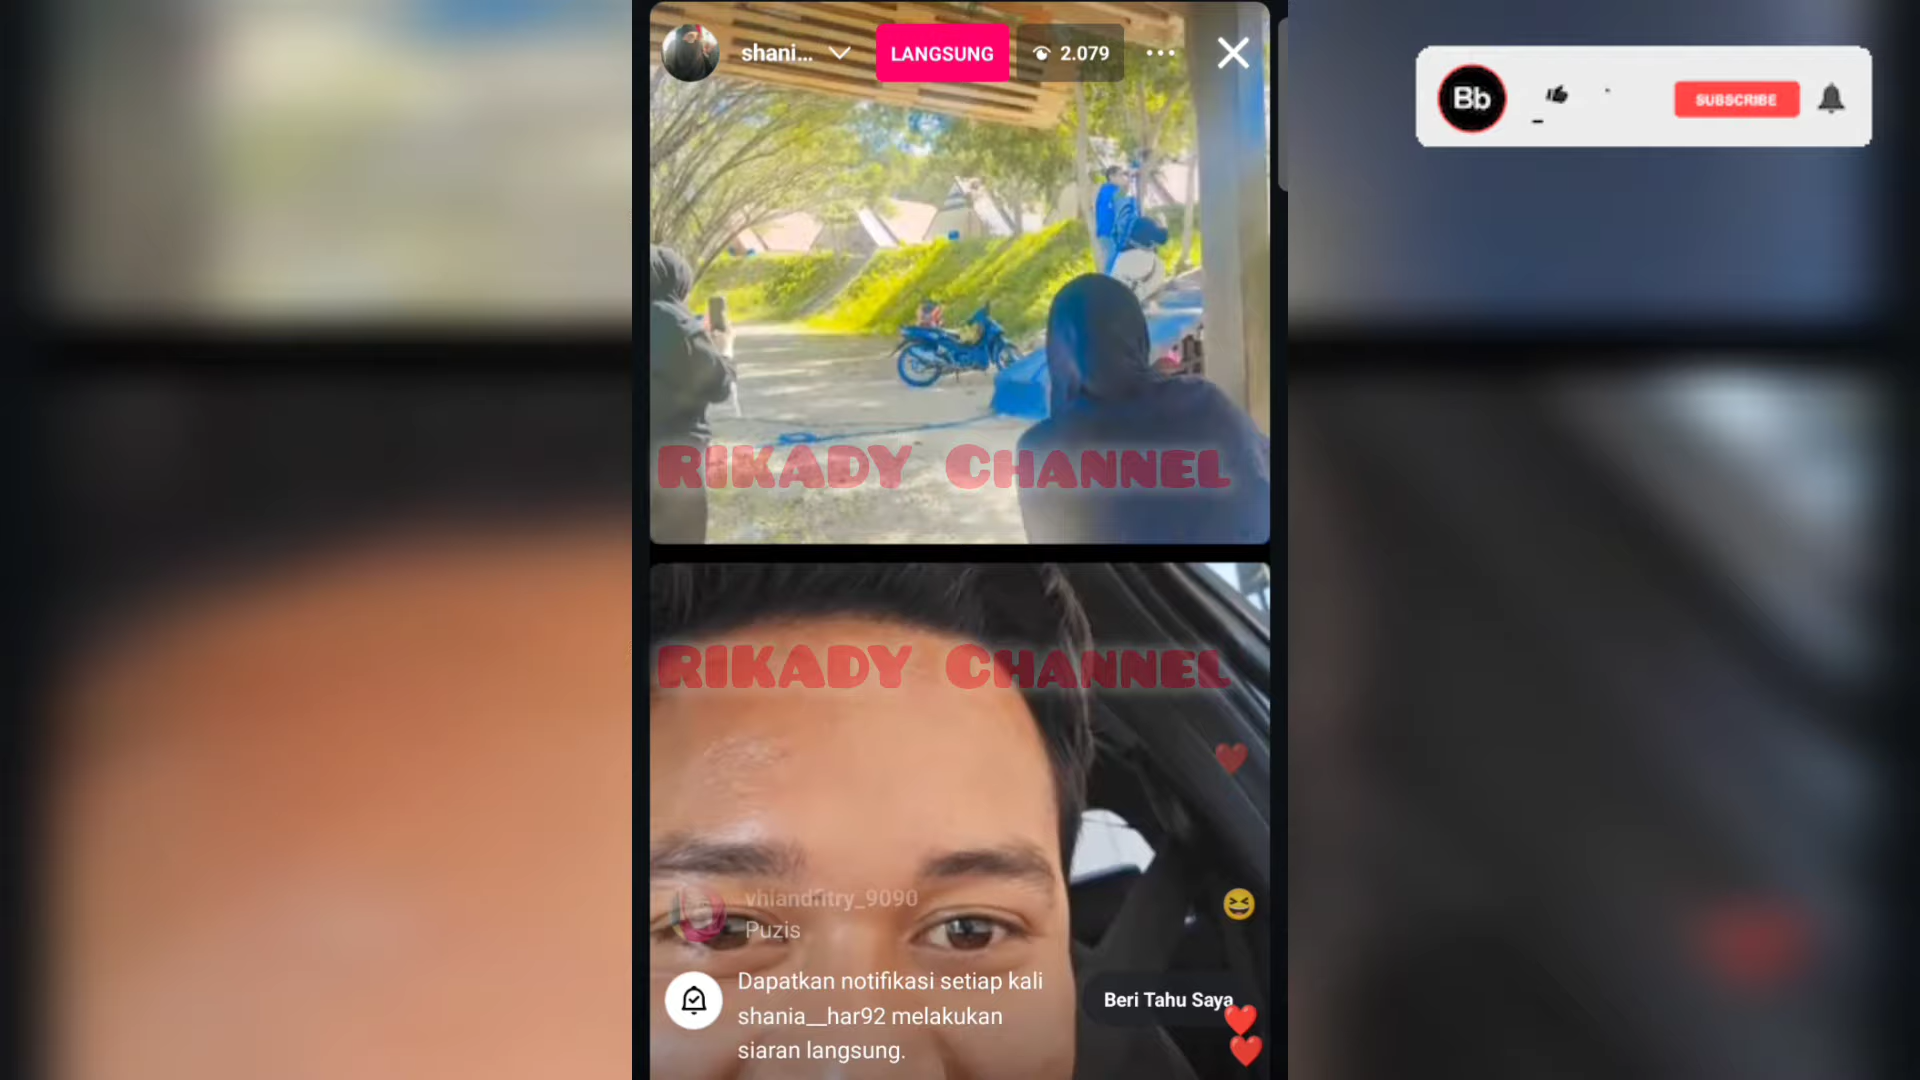 shani...
LANGSUNG
2.079
Bb
SUBSCRIBE
RIKADY CHANNEL
RIKADY CHANNEL
vhiandfitry_9090
Puzis
Dapatkan notifikasi setiap kali
shania__har92 melakukan
siaran langsung.
Beri Tahu Saya